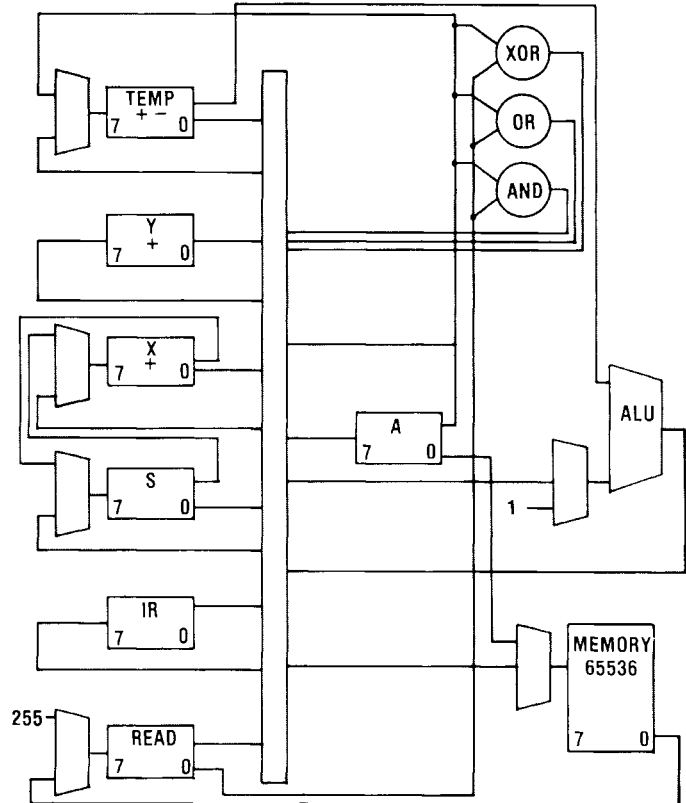 XOR
TEMP
+ -
7 0
OR
AND
Y
+
7 0
X
+
7 0
A
7 0
ALU
S
7 0
1
IR
7 0
MEMORY
65536
7 0
255
READ
7 0